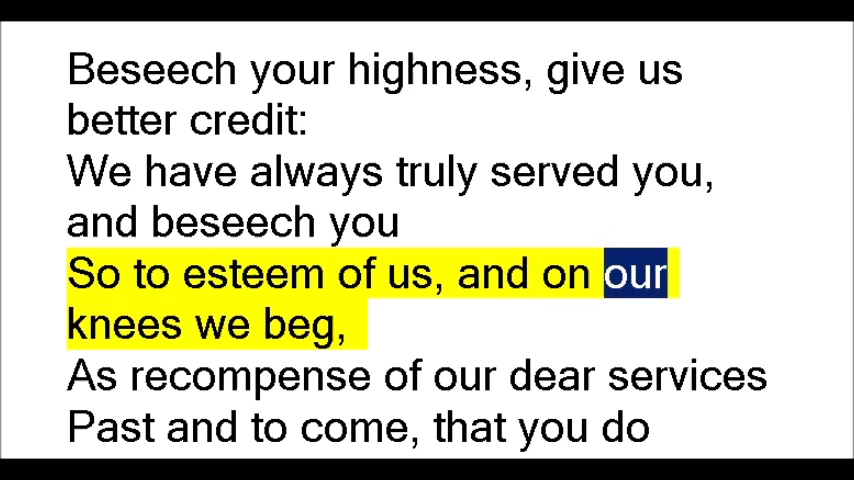 Beseech your highness, give us
better credit:
We have always truly served you,
and beseech you
So to esteem of us, and on our
knees we beg,
As recompense of our dear services
Past and to come, that you do